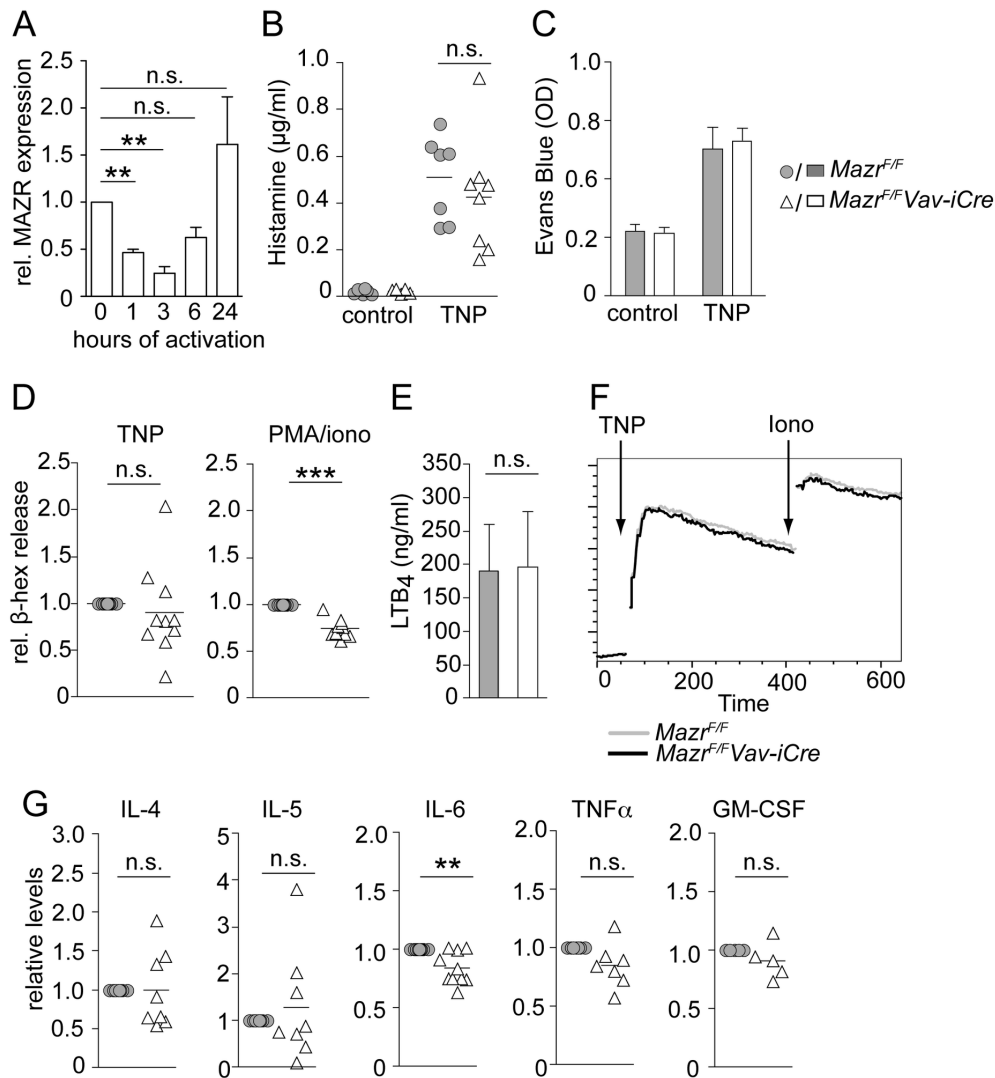 A
rel. MAZR expression
2.5
2.0
1.5
1.0
0.5
0
n.s.
n.s.
**
**
0 1 3 6 24
hours of activation
B
Histamine (µg/ml)
1.0
0.8
0.6
0.4
0.2
0
n.s.
control TNP
C
Evans Blue (OD)
1.0
0.8
0.6
0.2
0
control TNP
/ Mazr^F/F
/ Mazr^F/F Vav-iCre
D
rel. β-hex release
TNP
n.s.
2.5
2.0
1.5
1.0
0.5
0
PMA/iono
***
2.5
2.0
1.5
1.0
0.5
0
E
LTB4 (ng/ml)
350
300
250
200
150
100
50
0
n.s.
F
TNP
Iono
0 200 400 600
Time
Mazr^F/F
Mazr^F/F Vav-iCre
G
relative levels
IL-4
n.s.
3.0
2.5
2.0
1.5
1.0
0.5
0
IL-5
n.s.
5
4
3
2
1
0
IL-6
**
2.0
1.5
1.0
0.5
0
TNFα
n.s.
2.0
1.5
1.0
0.5
0
GM-CSF
n.s.
2.0
1.5
1.0
0.5
0